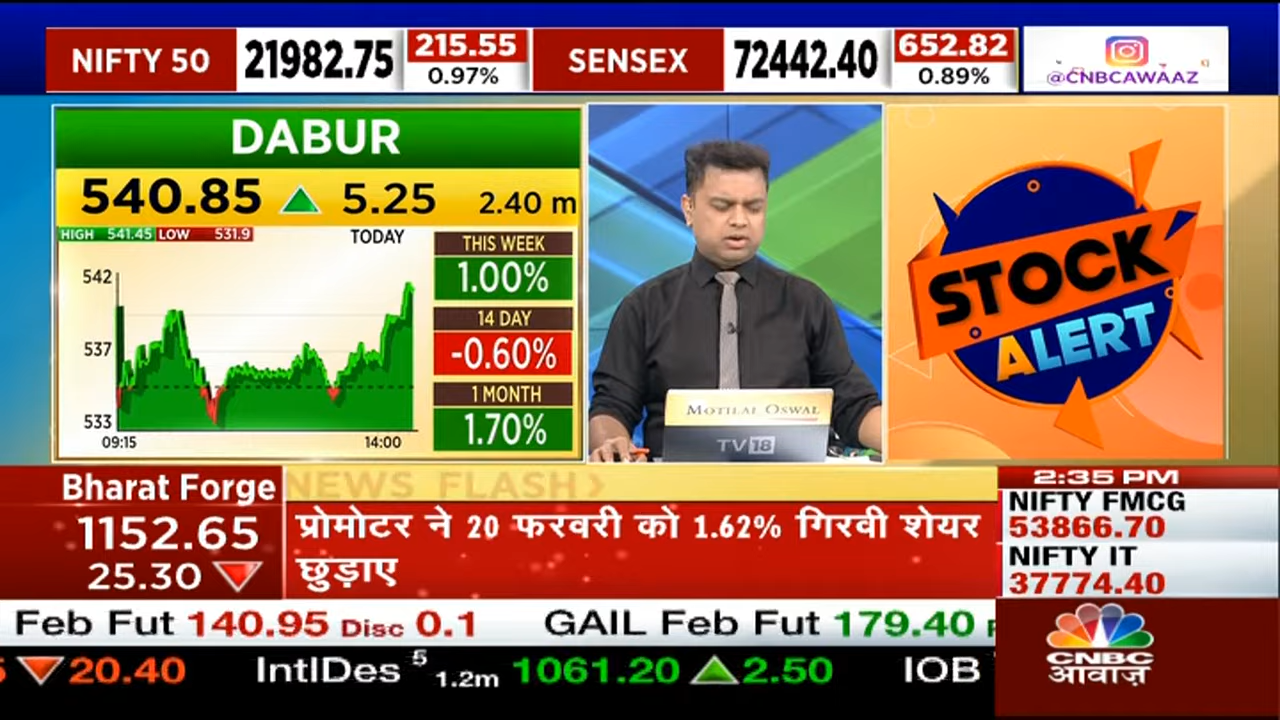 NIFTY 50
21982.75
215.55
0.97%
SENSEX
72442.40
652.82
0.89%
@CNBCAWAAZ
DABUR
540.85 5.25 2.40 m
HIGH 541.45 LOW 531.9
TODAY
542
537
533
09:15 14:00
THIS WEEK
1.00%
14 DAY
-0.60%
1 MONTH
1.70%
MOTILAL OSWAL
TV18
STOCK
ALERT
Bharat Forge
1152.65
25.30
NEWS FLASH
प्रोमोटर ने 20 फरवरी को 1.62% गिरवी शेयर
छुड़ाए
2:35 PM
NIFTY FMCG
53866.70
NIFTY IT
37774.40
Feb Fut 140.95 Disc 0.1 GAIL Feb Fut 179.40
20.40 IntlDes 5 1.2m 1061.20 2.50 IOB
CNBC
आवाज़